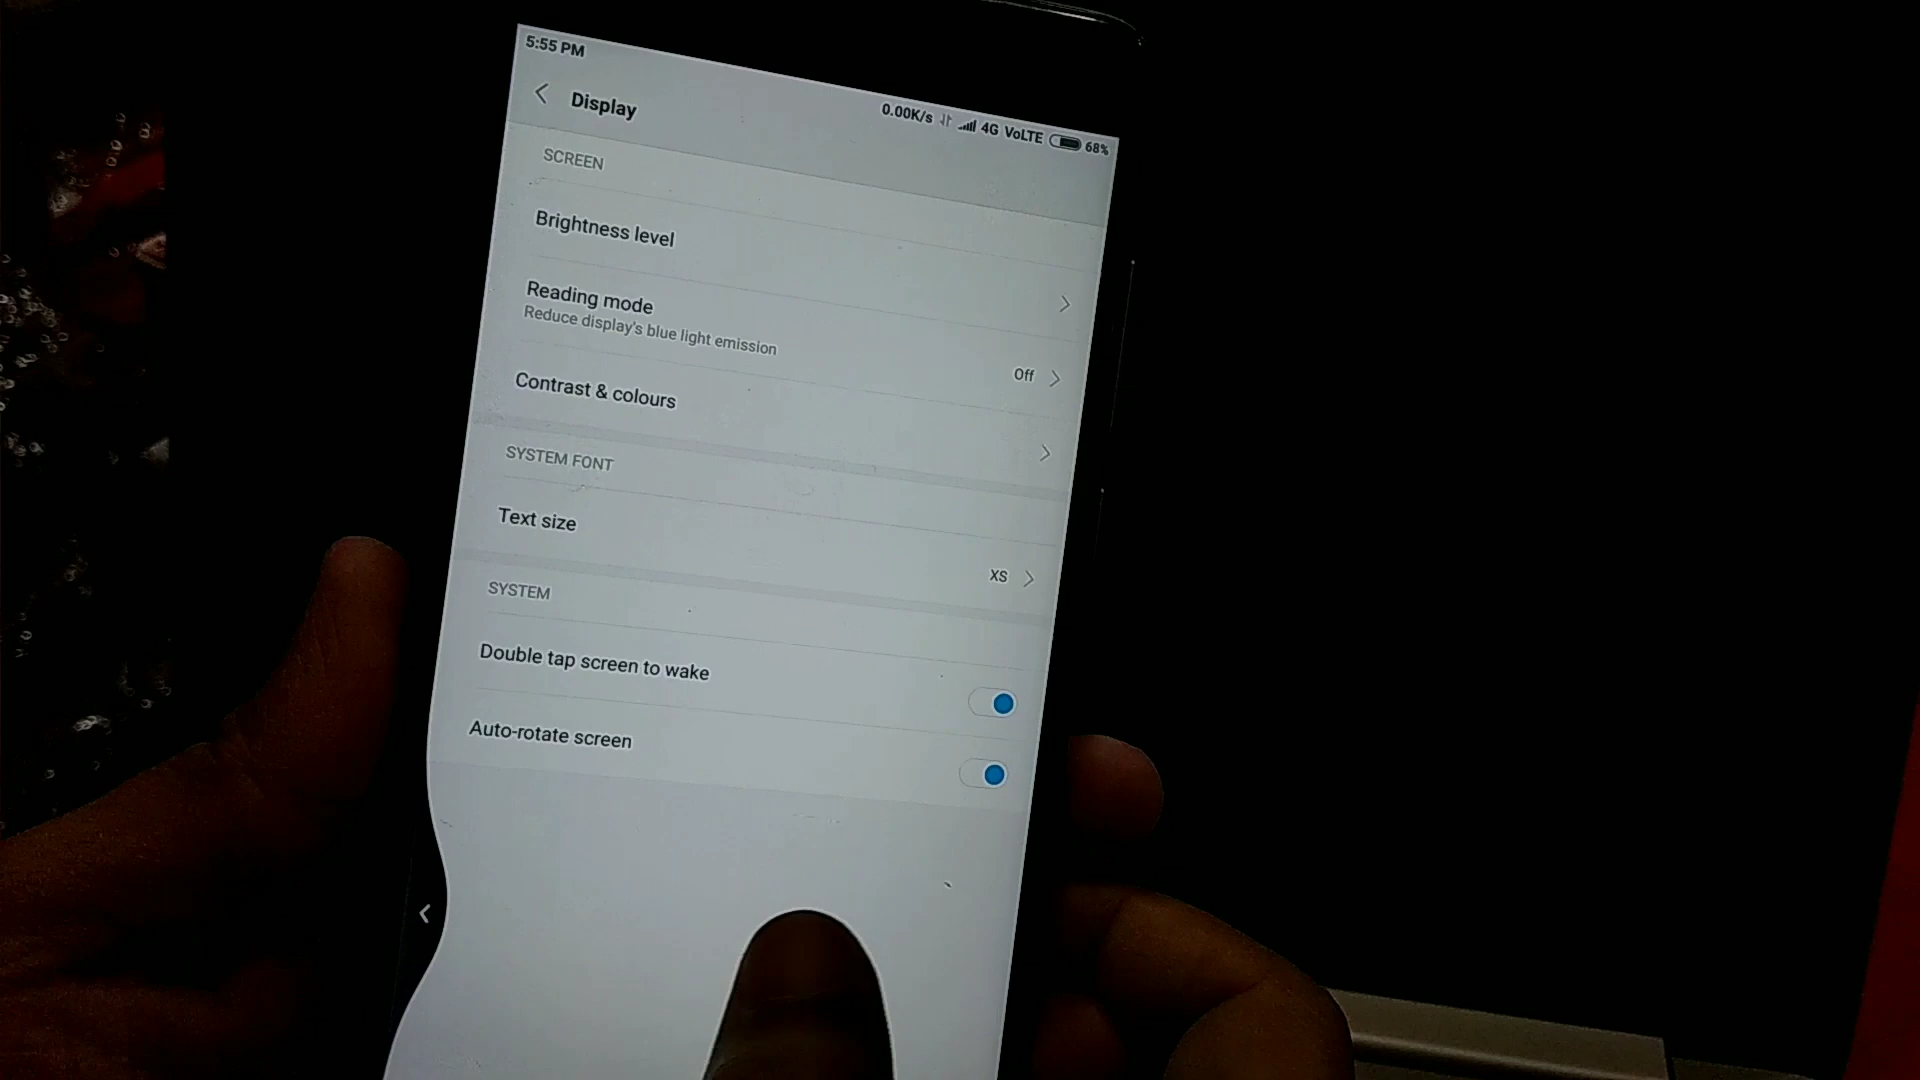 5:55 PM
0.00K/s 4G VoLTE 68%
Display
SCREEN
Brightness level
Reading mode
Reduce display's blue light emission
Off
Contrast & colours
SYSTEM FONT
Text size
XS
SYSTEM
Double tap screen to wake
Auto-rotate screen